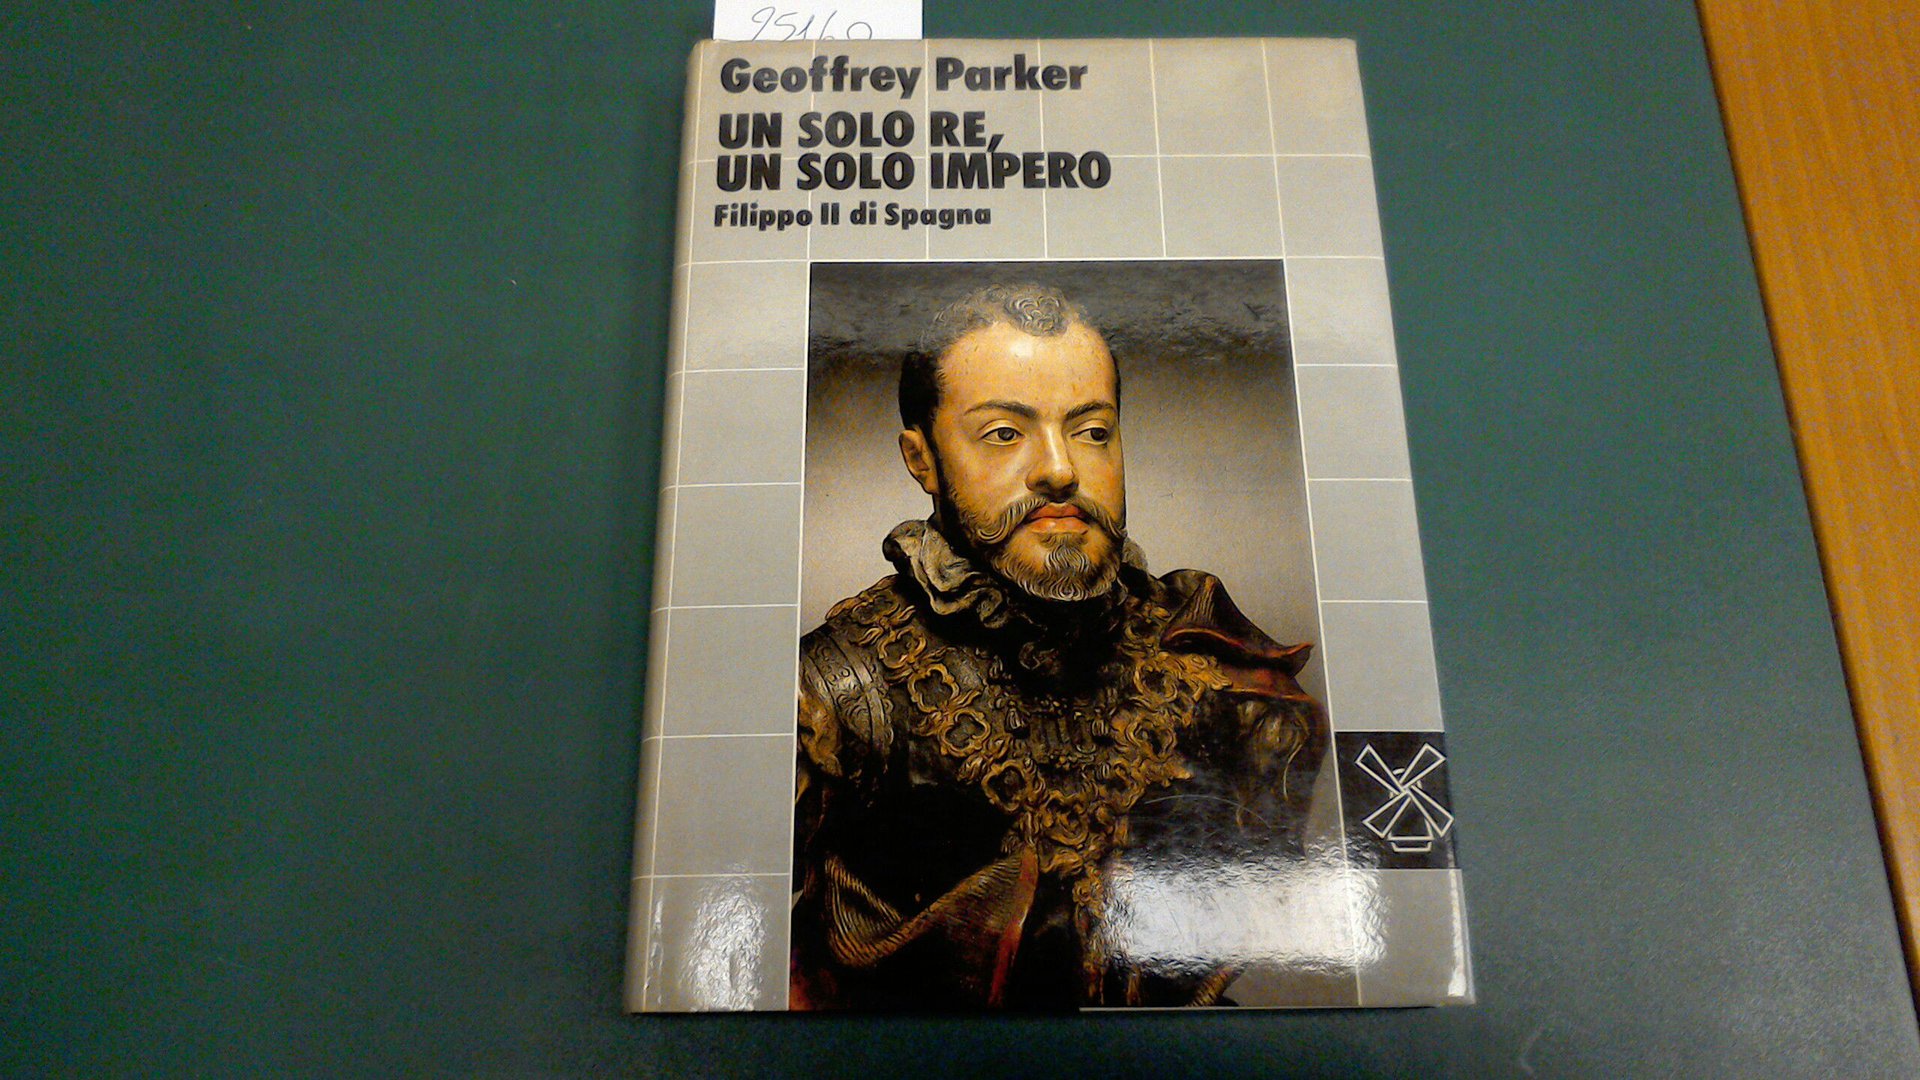 Geoffrey Parker
UN SOLO RE,
UN SOLO IMPERO
Filippo II di Spagna